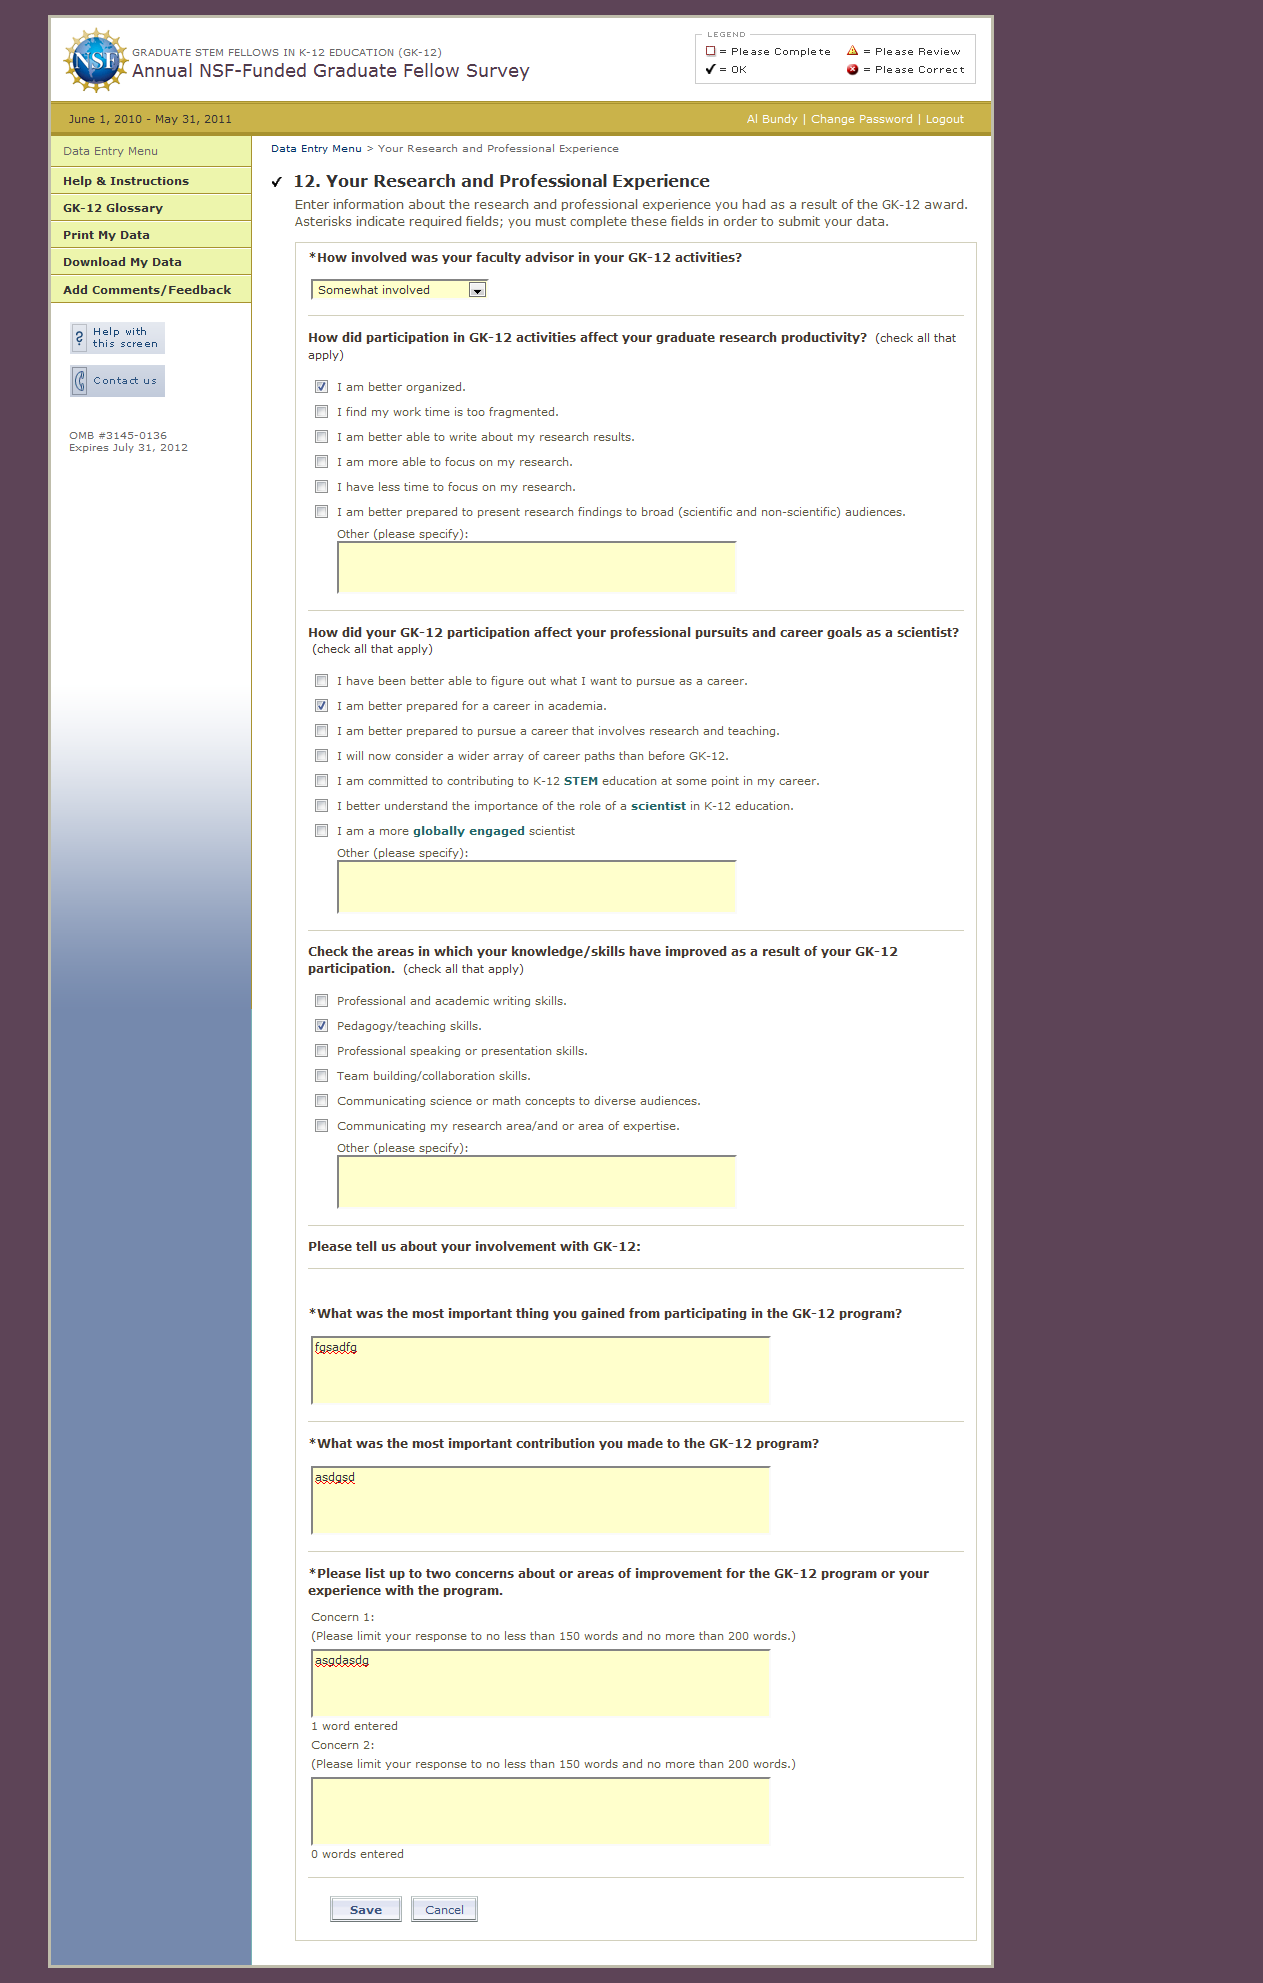 NSF
GRADUATE STEM FELLOWS IN K-12 EDUCATION (GK-12)
Annual NSF-Funded Graduate Fellow Survey
LEGEND
= Please Complete
= Please Review
= OK
= Please Correct
June 1, 2010 - May 31, 2011
Al Bundy | Change Password | Logout
Data Entry Menu
Help & Instructions
GK-12 Glossary
Print My Data
Download My Data
Add Comments/Feedback
Help with
this screen
Contact us
OMB #3145-0136
Expires July 31, 2012
Data Entry Menu > Your Research and Professional Experience
12. Your Research and Professional Experience
Enter information about the research and professional experience you had as a result of the GK-12 award.
Asterisks indicate required fields; you must complete these fields in order to submit your data.
*How involved was your faculty advisor in your GK-12 activities?
Somewhat involved
How did participation in GK-12 activities affect your graduate research productivity? (check all that
apply)
I am better organized.
I find my work time is too fragmented.
I am better able to write about my research results.
I am more able to focus on my research.
I have less time to focus on my research.
I am better prepared to present research findings to broad (scientific and non-scientific) audiences.
Other (please specify):
How did your GK-12 participation affect your professional pursuits and career goals as a scientist?
(check all that apply)
I have been better able to figure out what I want to pursue as a career.
I am better prepared for a career in academia.
I am better prepared to pursue a career that involves research and teaching.
I will now consider a wider array of career paths than before GK-12.
I am committed to contributing to K-12 STEM education at some point in my career.
I better understand the importance of the role of a scientist in K-12 education.
I am a more globally engaged scientist
Other (please specify):
Check the areas in which your knowledge/skills have improved as a result of your GK-12
participation. (check all that apply)
Professional and academic writing skills.
Pedagogy/teaching skills.
Professional speaking or presentation skills.
Team building/collaboration skills.
Communicating science or math concepts to diverse audiences.
Communicating my research area/and or area of expertise.
Other (please specify):
Please tell us about your involvement with GK-12:
*What was the most important thing you gained from participating in the GK-12 program?
fgsadfg
*What was the most important contribution you made to the GK-12 program?
asdgsd
*Please list up to two concerns about or areas of improvement for the GK-12 program or your
experience with the program.
Concern 1:
(Please limit your response to no less than 150 words and no more than 200 words.)
asgdasdg
1 word entered
Concern 2:
(Please limit your response to no less than 150 words and no more than 200 words.)
0 words entered
Save
Cancel